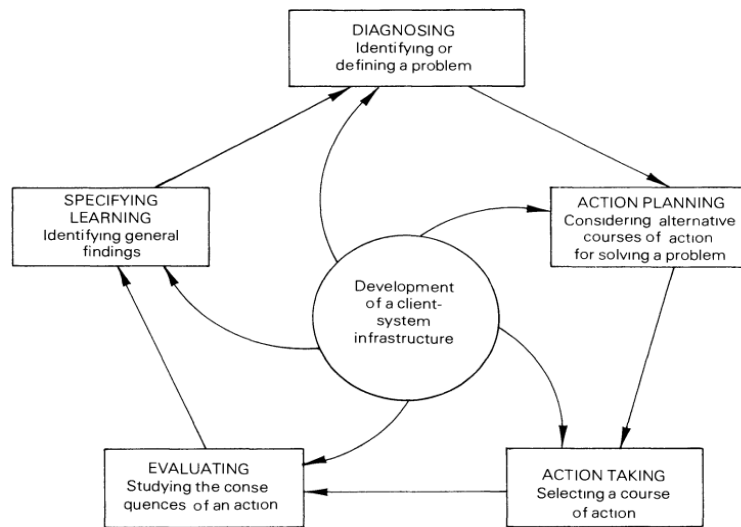 DIAGNOSING
Identifying or
defining a problem
SPECIFYING
LEARNING
Identifying general
findings
ACTION PLANNING
Considering alternative
courses of action
for solving a problem
Development
of a client-
system
infrastructure
EVALUATING
Studying the conse
quences of an action
ACTION TAKING
Selecting a course
of action